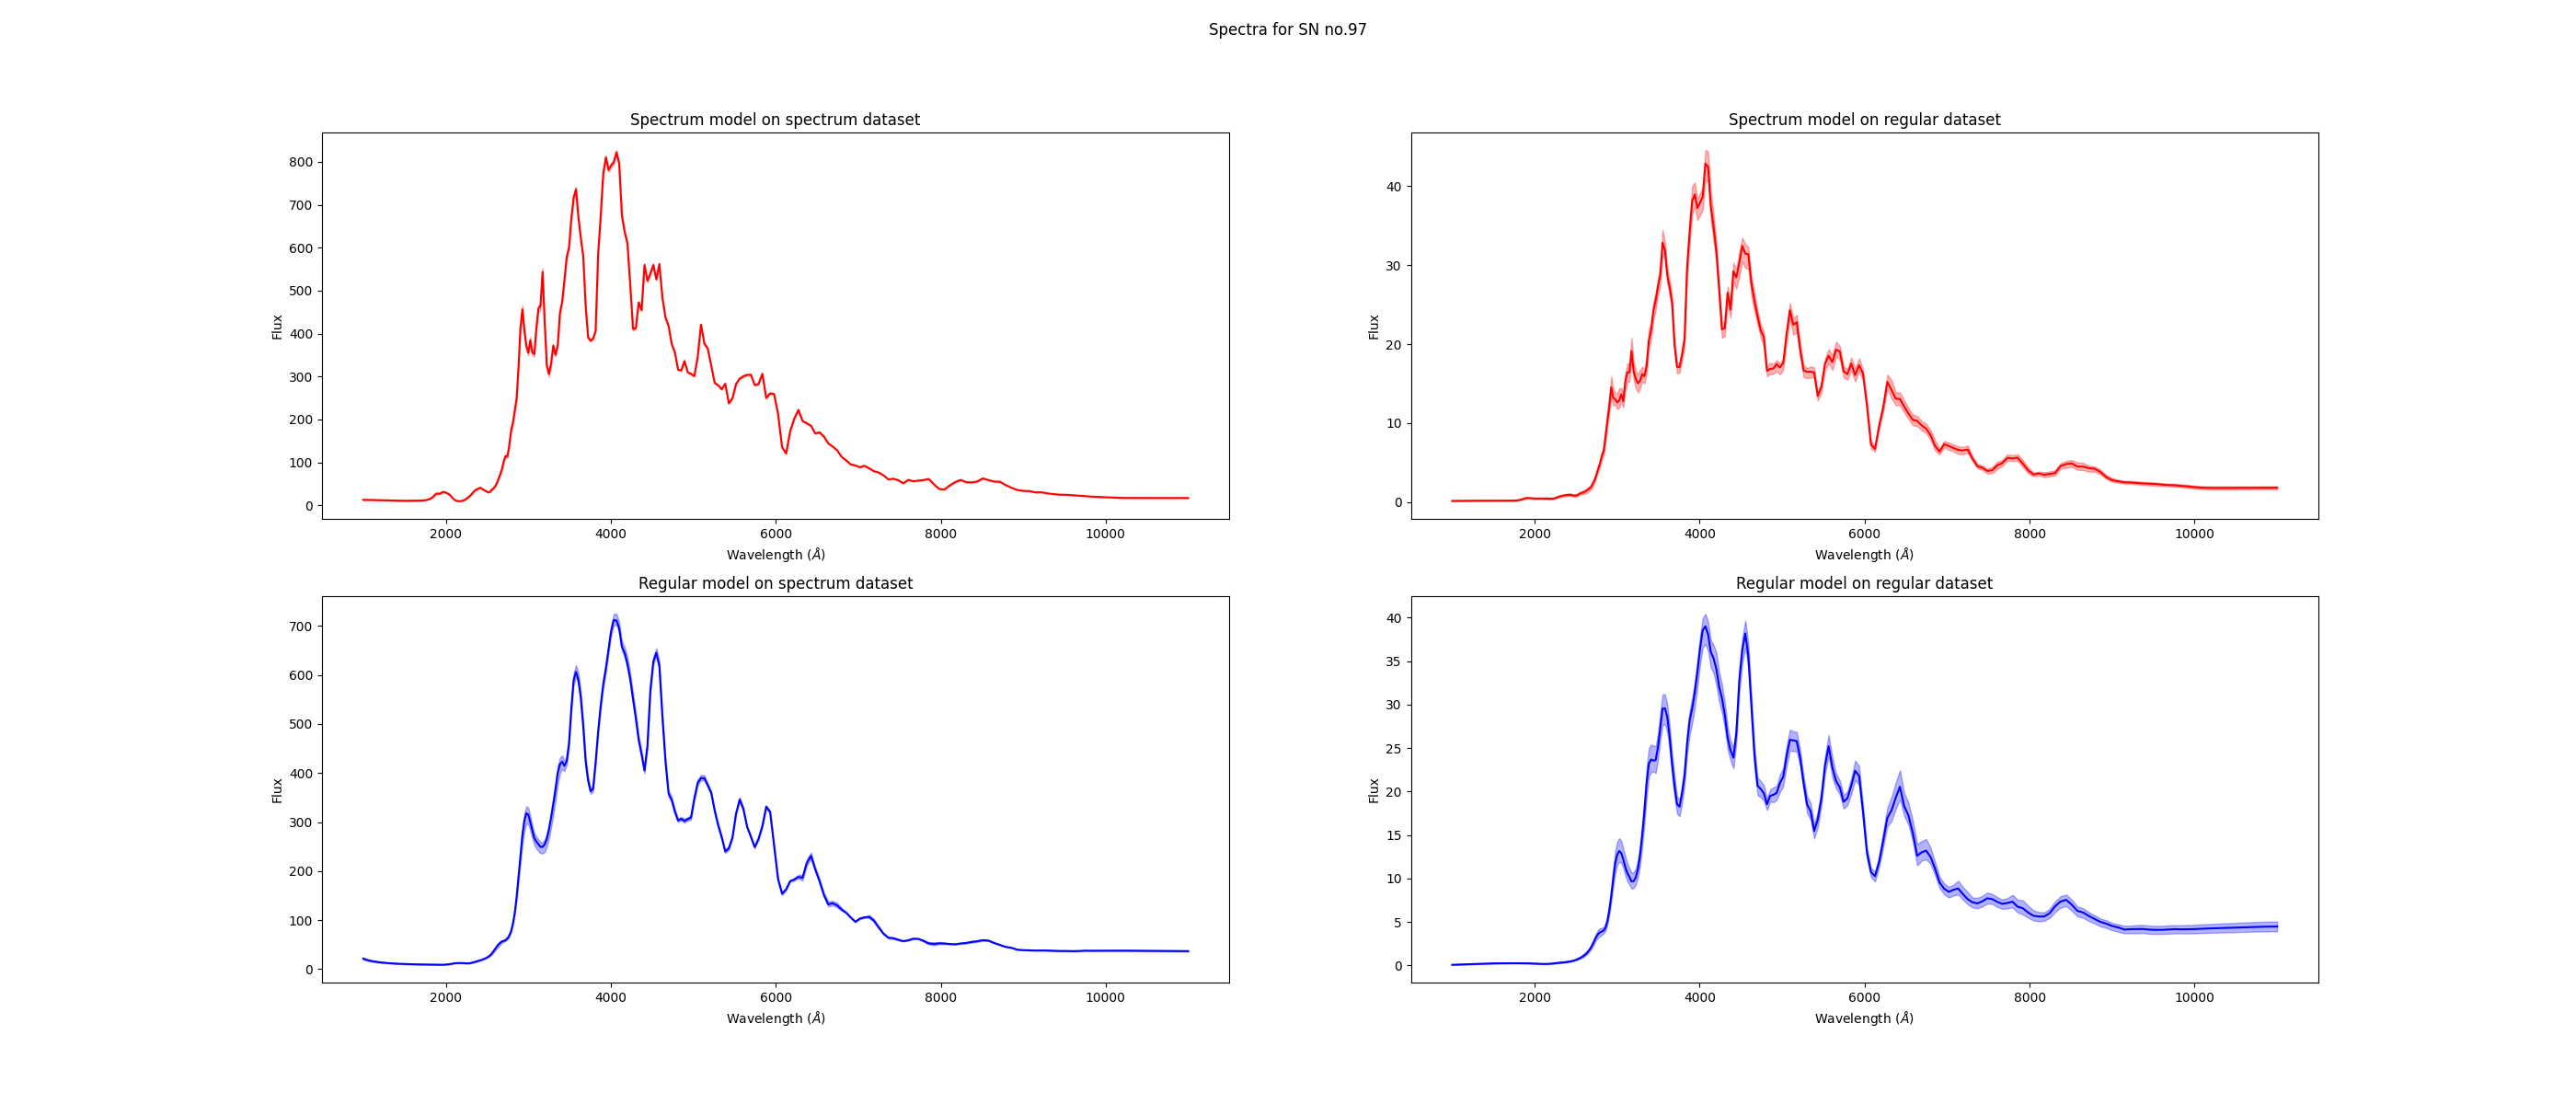 Spectra for SN no.97
Spectrum model on spectrum dataset
800
700
600
500
400
300
200
100
0
Flux
2000 4000 6000 8000 10000
Wavelength (Å)
Spectrum model on regular dataset
40
30
20
10
0
Flux
2000 4000 6000 8000 10000
Wavelength (Å)
Regular model on spectrum dataset
700
600
500
400
300
200
100
0
Flux
2000 4000 6000 8000 10000
Wavelength (Å)
Regular model on regular dataset
40
35
30
25
20
15
10
5
0
Flux
2000 4000 6000 8000 10000
Wavelength (Å)